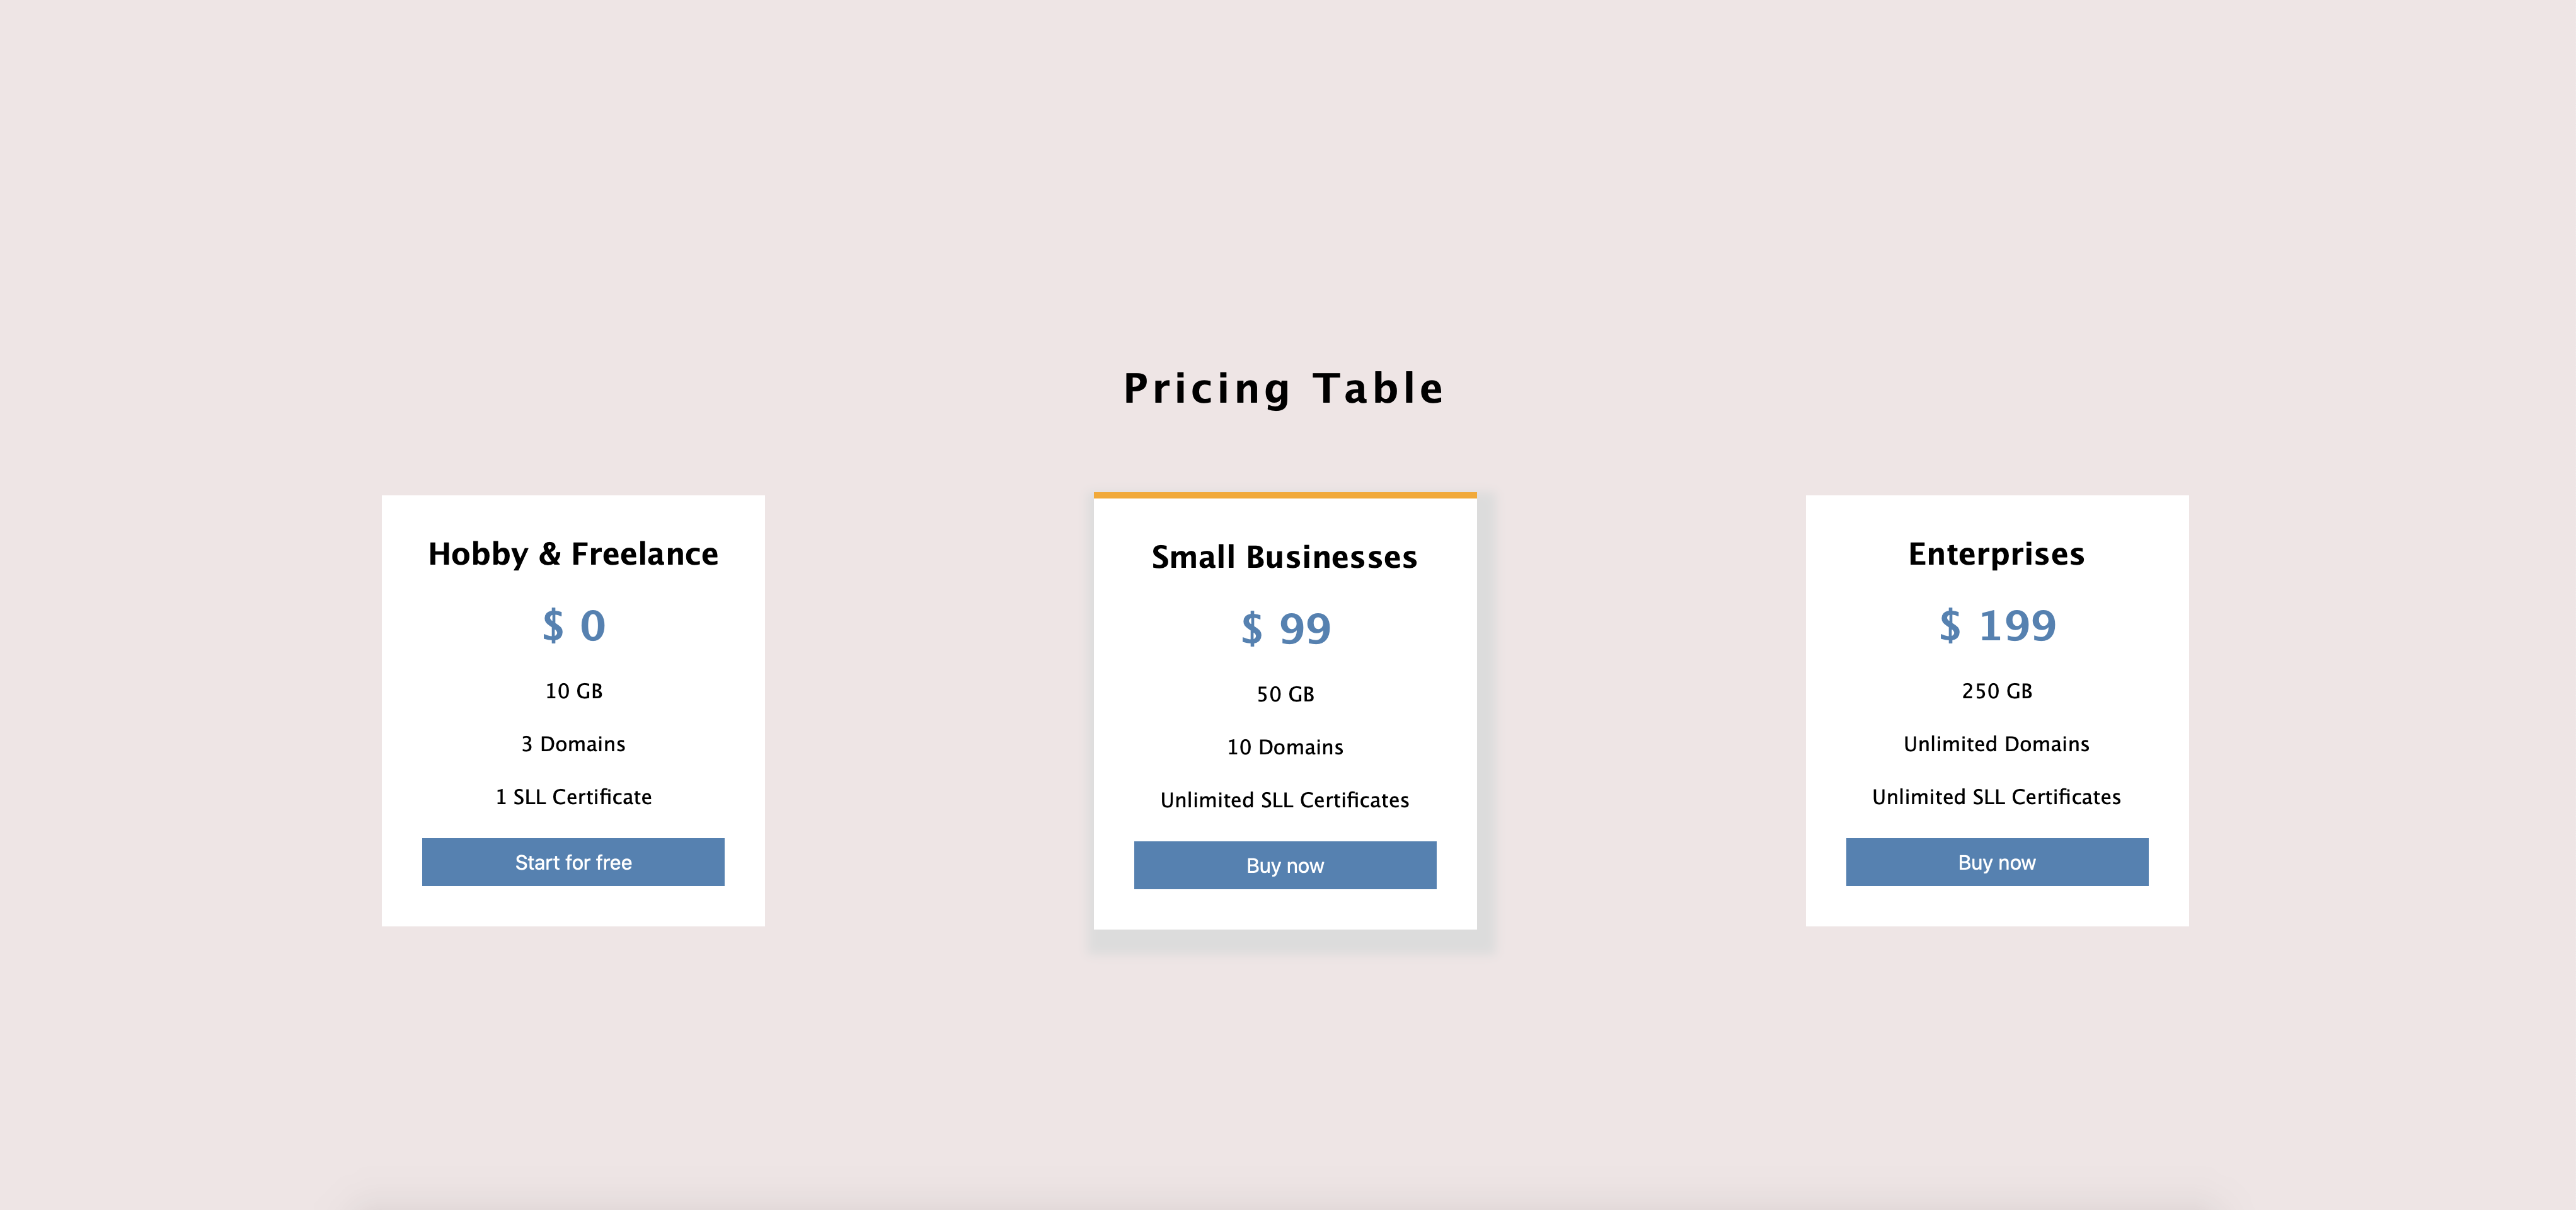 Pricing Table
Hobby & Freelance
$ 0
10 GB
3 Domains
1 SLL Certificate
Start for free
Small Businesses
$ 99
50 GB
10 Domains
Unlimited SLL Certificates
Buy now
Enterprises
$ 199
250 GB
Unlimited Domains
Unlimited SLL Certificates
Buy now